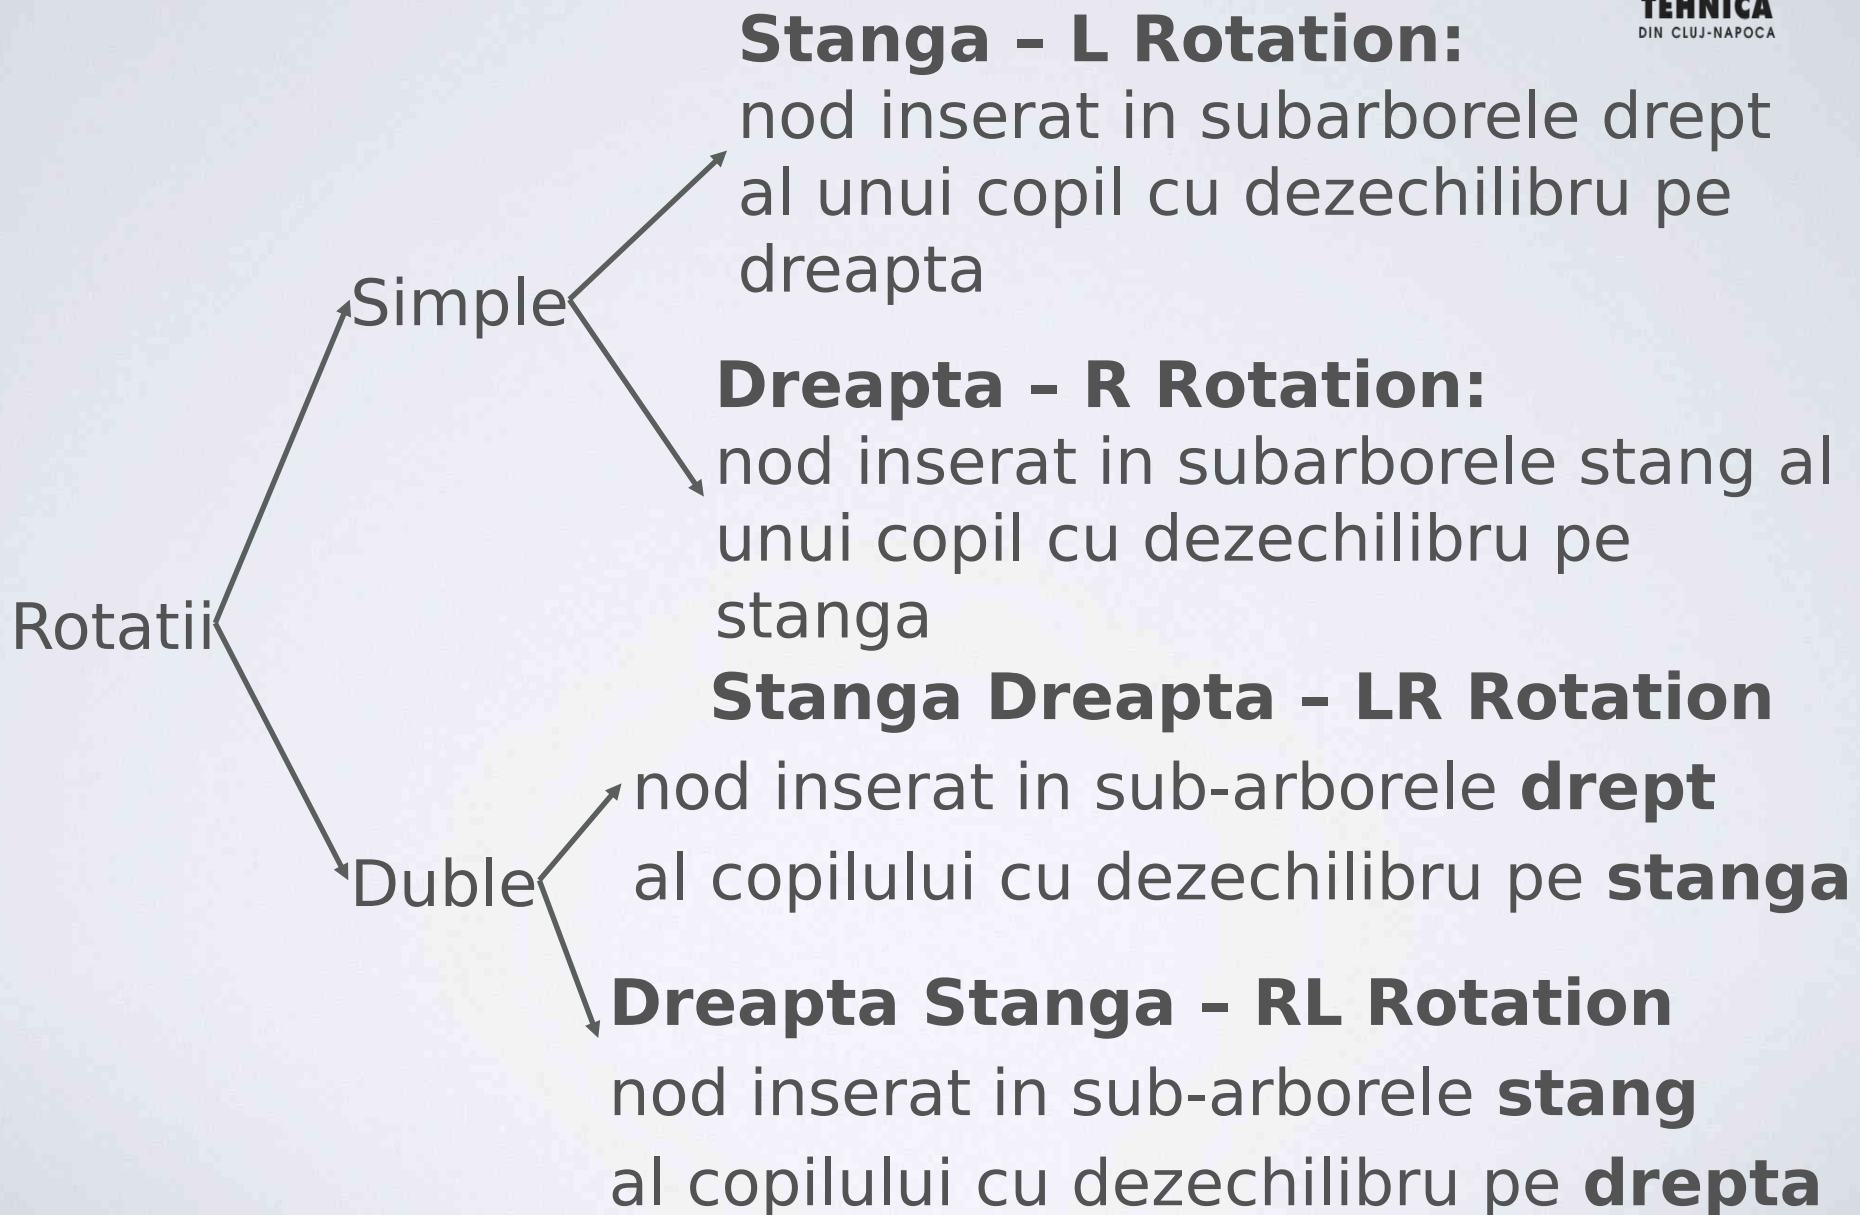 TEHNICA
DIN CLUJ-NAPOCA
Stanga – L Rotation:
nod inserat in subarborele drept
al unui copil cu dezechilibru pe
dreapta
Simple
Dreapta – R Rotation:
nod inserat in subarborele stang al
unui copil cu dezechilibru pe
stanga
Rotatii
Stanga Dreapta – LR Rotation
nod inserat in sub-arborele drept
al copilului cu dezechilibru pe stanga
Duble
Dreapta Stanga – RL Rotation
nod inserat in sub-arborele stang
al copilului cu dezechilibru pe drepta